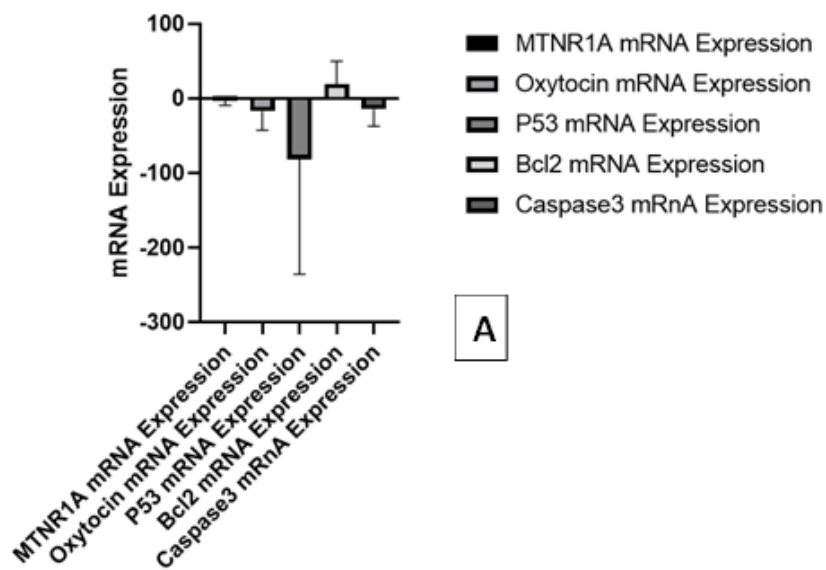 100
0
-100
-200
-300
mRNA Expression
MTNR1A mRNA Expression
Oxytocin mRNA Expression
P53 mRNA Expression
Bcl2 mRNA Expression
Caspase3 mRnA Expression
MTNR1A mRNA Expression
Oxytocin mRNA Expression
P53 mRNA Expression
Bcl2 mRNA Expression
Caspase3 mRnA Expression
A